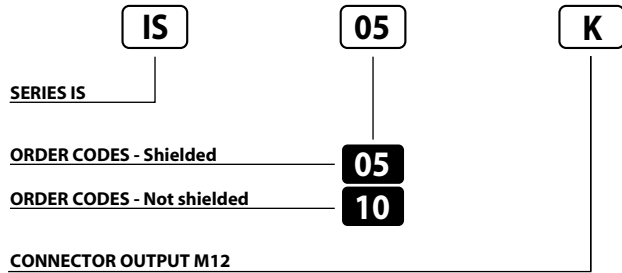 IS 05 K
SERIES IS
ORDER CODES - Shielded 05
ORDER CODES - Not shielded 10
CONNECTOR OUTPUT M12